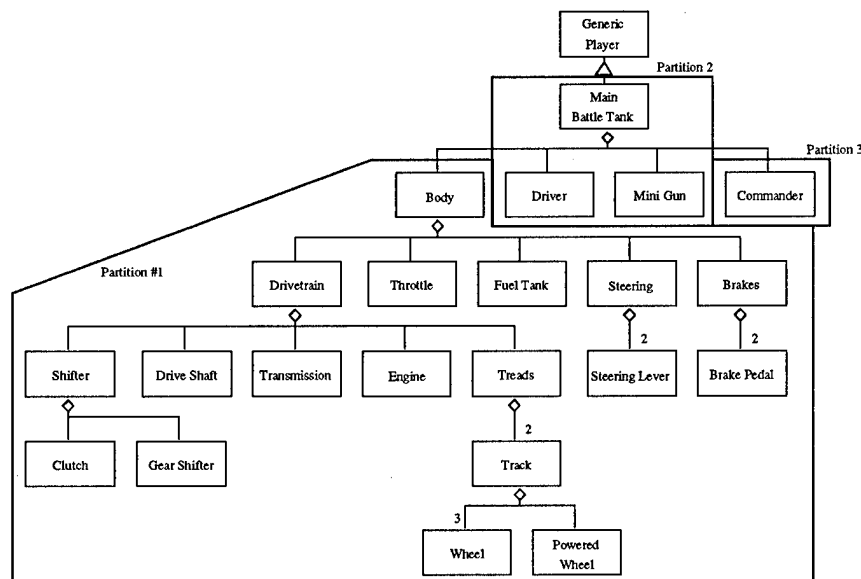 Generic
Player
Partition 2
Main
Battle Tank
Partition 3
Body
Driver
Mini Gun
Commander
Partition #1
Drivetrain
Throttle
Fuel Tank
Steering
Brakes
2
2
Shifter
Drive Shaft
Transmission
Engine
Treads
Steering Lever
Brake Pedal
2
Clutch
Gear Shifter
Track
3
Wheel
Powered
Wheel